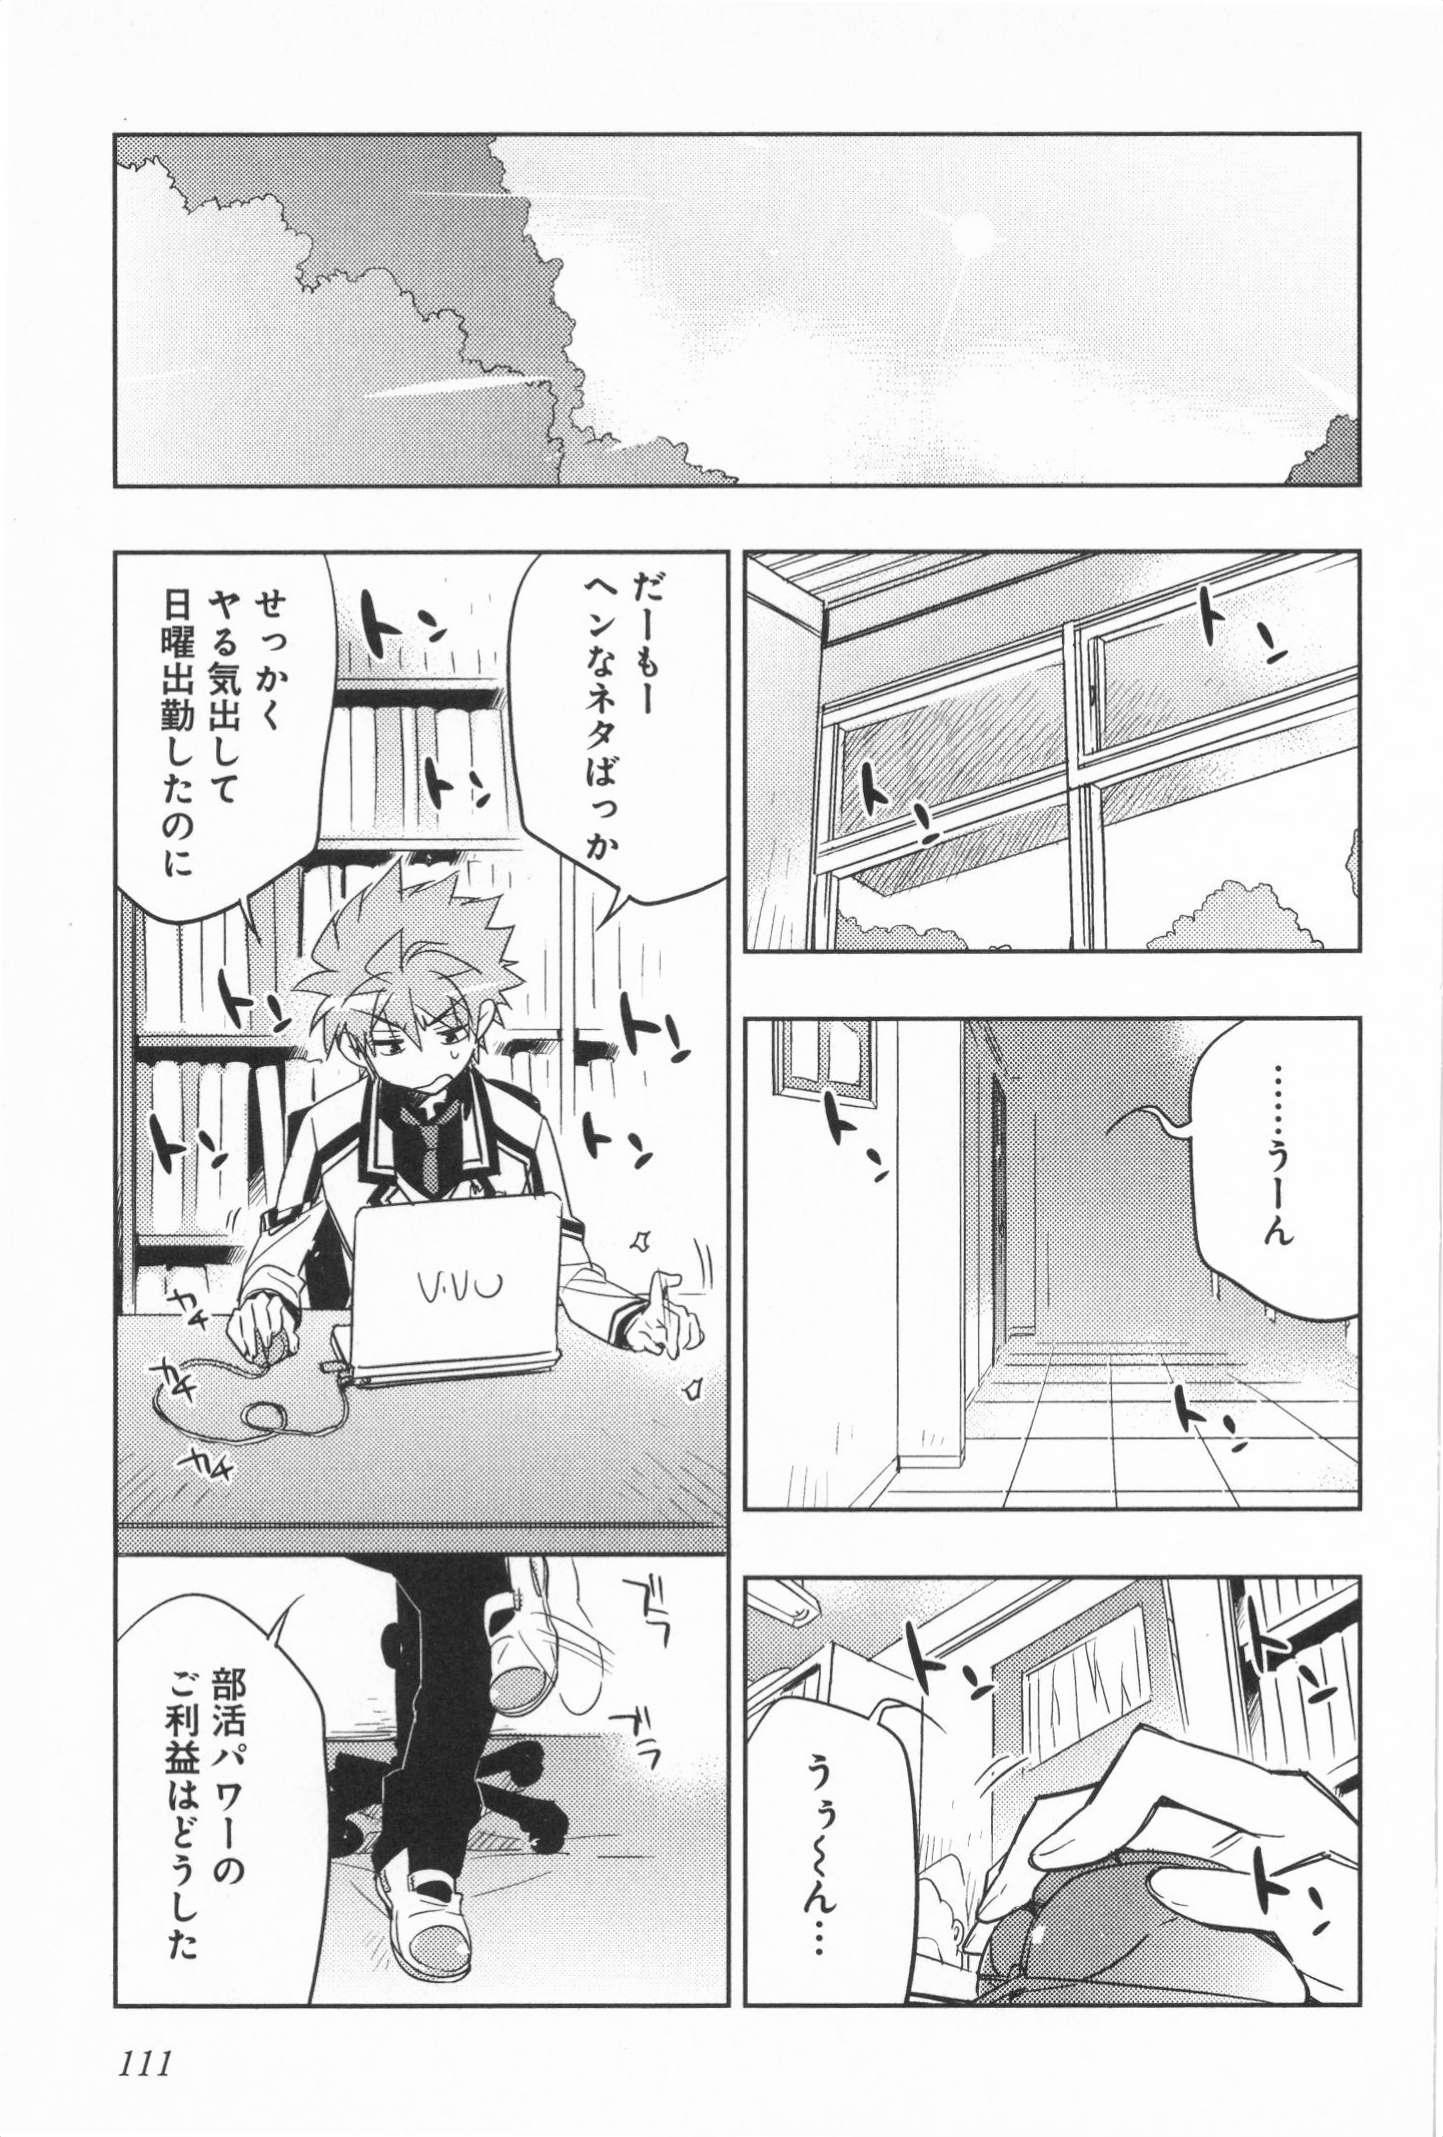 トン
トン
……うーん
トン
トン
トン
トン
うぅ～ん…
トン
だーもー
ヘンなネタばっか
せっかく
ヤる気出して
日曜出勤したのに
トン
トン
トン
トン
トン
トン
カチ
カチ
カチ
VIVO
ブラ
ブラ
部活パワーの
ご利益はどうした
111